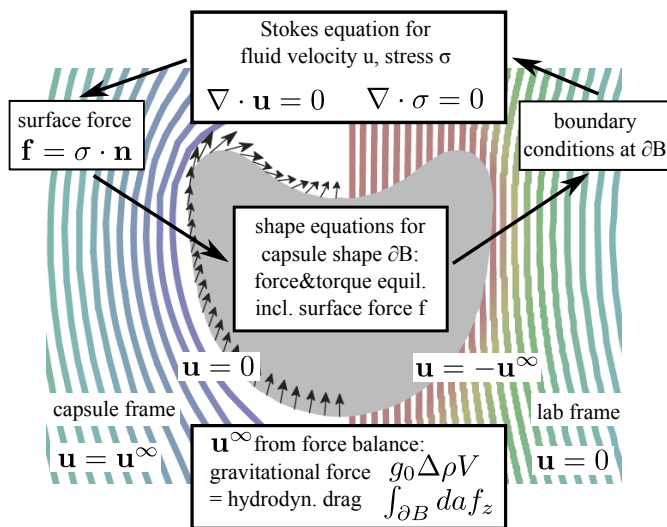 Stokes equation for
fluid velocity u, stress σ
∇ · u = 0 ∇ · σ = 0
surface force
f = σ · n
boundary
conditions at ∂B
shape equations for
capsule shape ∂B:
force&torque equil.
incl. surface force f
u = 0
u = −u^∞
capsule frame
u = u^∞
lab frame
u = 0
u^∞ from force balance:
gravitational force g₀ΔρV
= hydrodyn. drag ∫_∂B daf_z